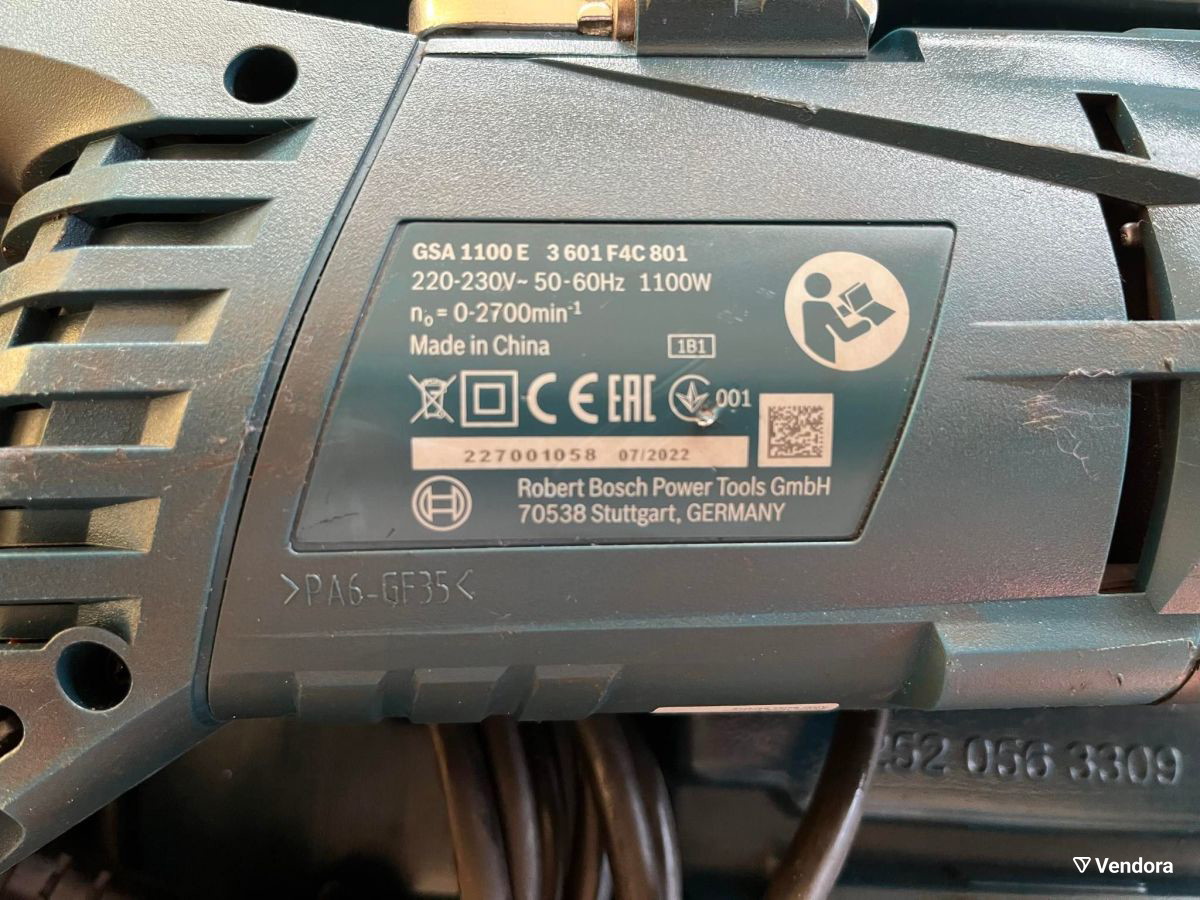 GSA 1100 E 3 601 F4C 801
220-230V~ 50-60Hz 1100W
n₀ = 0-2700min⁻¹
Made in China
1B1
CE EAC 001
227001058 07/2022
Robert Bosch Power Tools GmbH
70538 Stuttgart, GERMANY
>PA6-GF35<
252 056 3309
Vendora